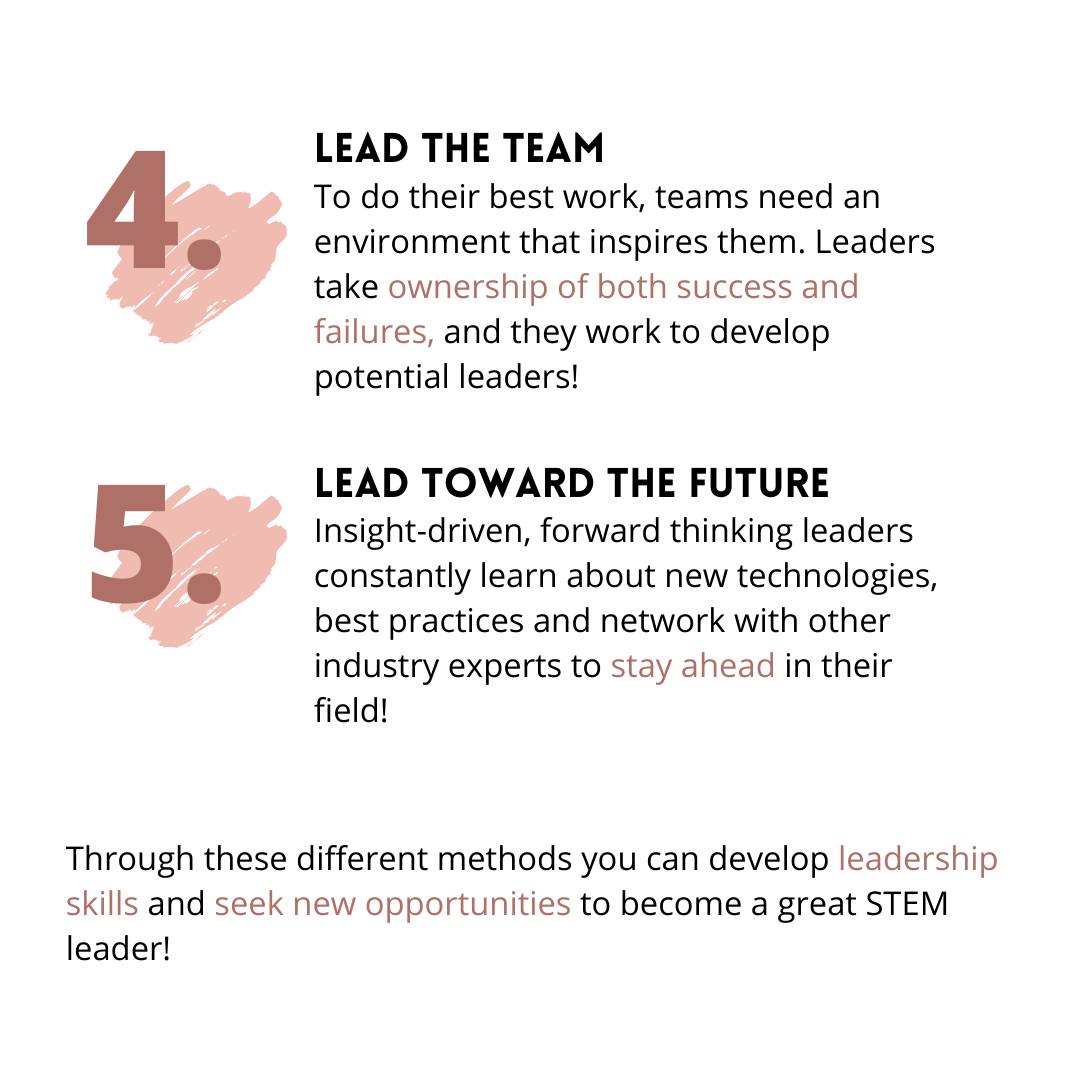 4.
LEAD THE TEAM
To do their best work, teams need an
environment that inspires them. Leaders
take ownership of both success and
failures, and they work to develop
potential leaders!
5.
LEAD TOWARD THE FUTURE
Insight-driven, forward thinking leaders
constantly learn about new technologies,
best practices and network with other
industry experts to stay ahead in their
field!
Through these different methods you can develop leadership
skills and seek new opportunities to become a great STEM
leader!